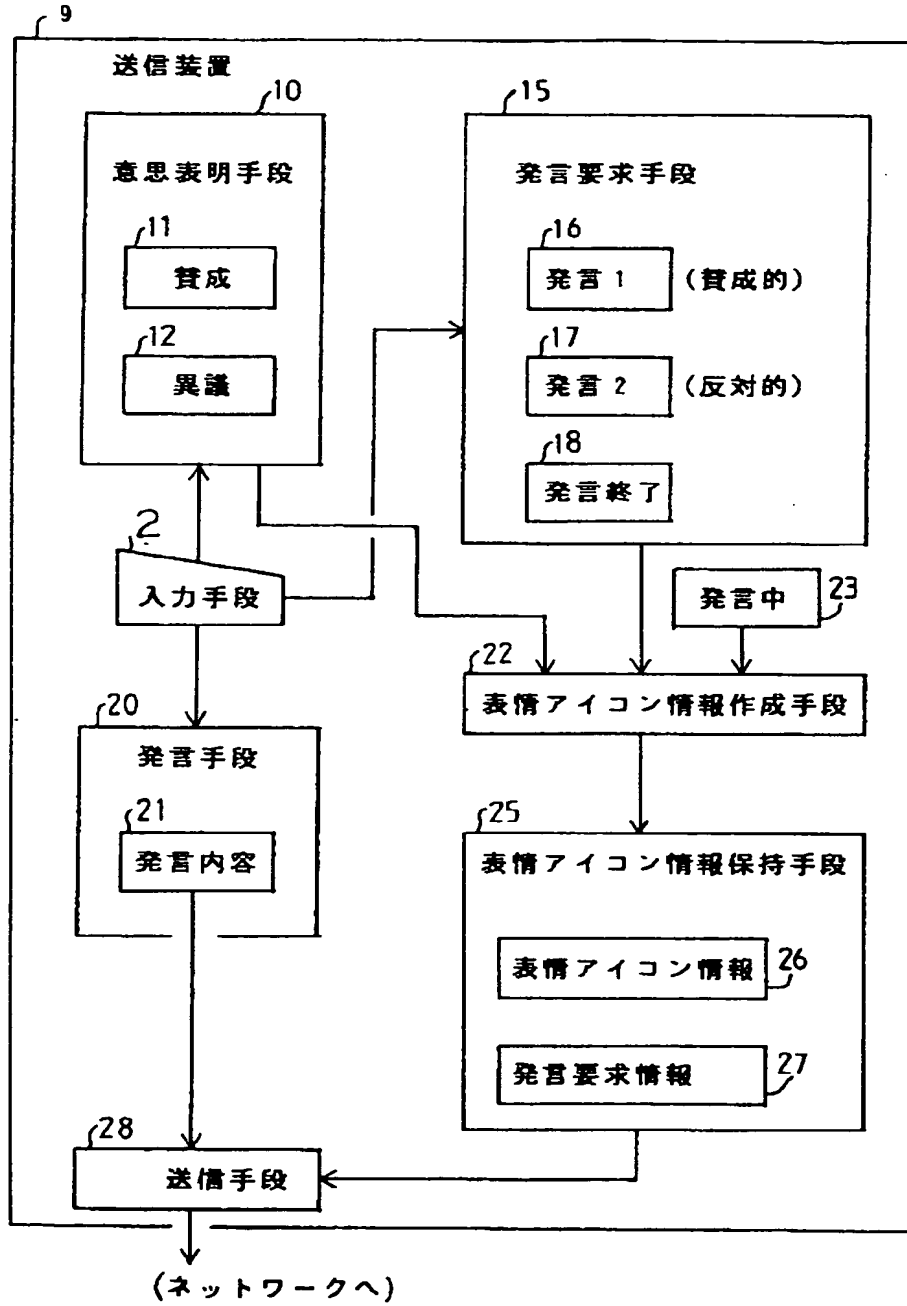 9
送信装置
10
意思表明手段
11
賛成
12
異議
15
発言要求手段
16
発言1 (賛成的)
17
発言2 (反対的)
18
発言終了
2
入力手段
発言中 23
22
表情アイコン情報作成手段
20
発言手段
21
発言内容
25
表情アイコン情報保持手段
表情アイコン情報 26
発言要求情報 27
28
送信手段
(ネットワークへ)